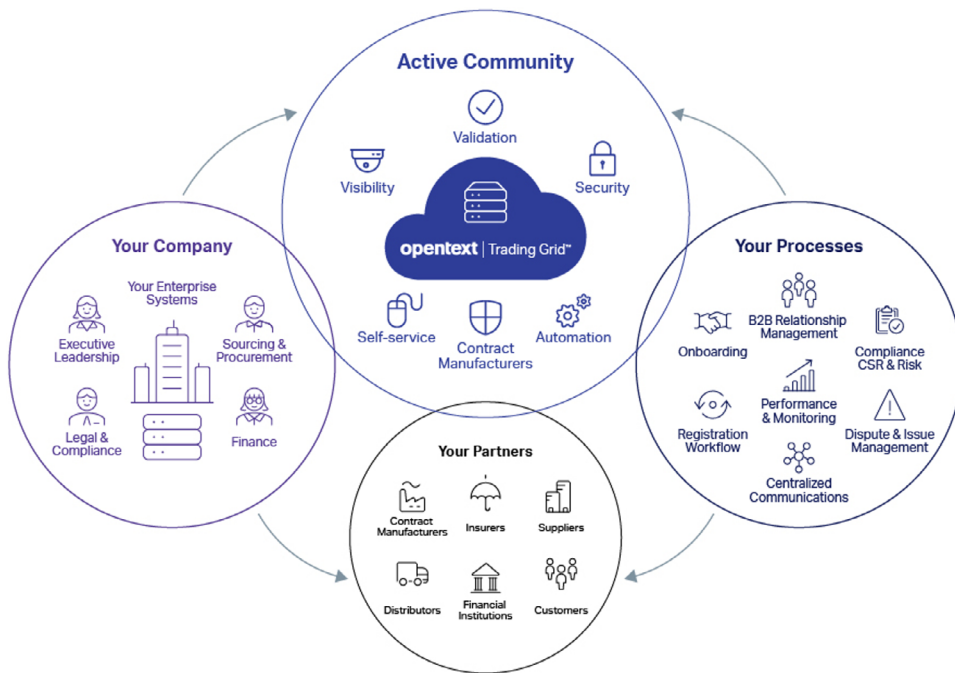 Active Community
Validation
Visibility
Security
opentext | Trading Grid™
Self-service
Contract
Manufacturers
Automation
Your Company
Your Enterprise
Systems
Executive
Leadership
Sourcing &
Procurement
Legal &
Compliance
Finance
Your Processes
B2B Relationship
Management
Onboarding
Compliance
CSR & Risk
Performance
& Monitoring
Registration
Workflow
Dispute & Issue
Management
Centralized
Communications
Your Partners
Contract
Manufacturers
Insurers
Suppliers
Distributors
Financial
Institutions
Customers